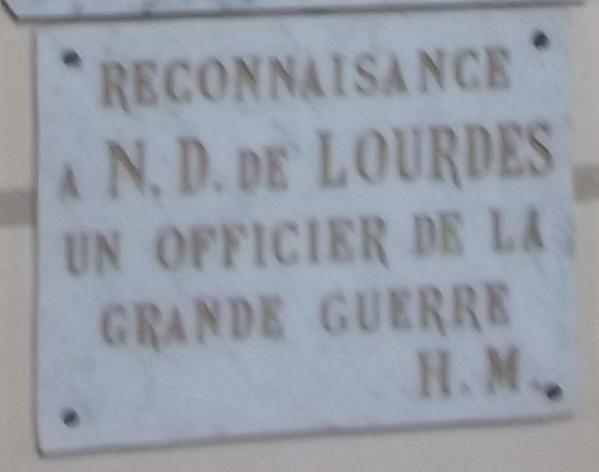 RECONNAISANCE
A N. D. DE LOURDES
UN OFFICIER DE LA
GRANDE GUERRE
H. M.